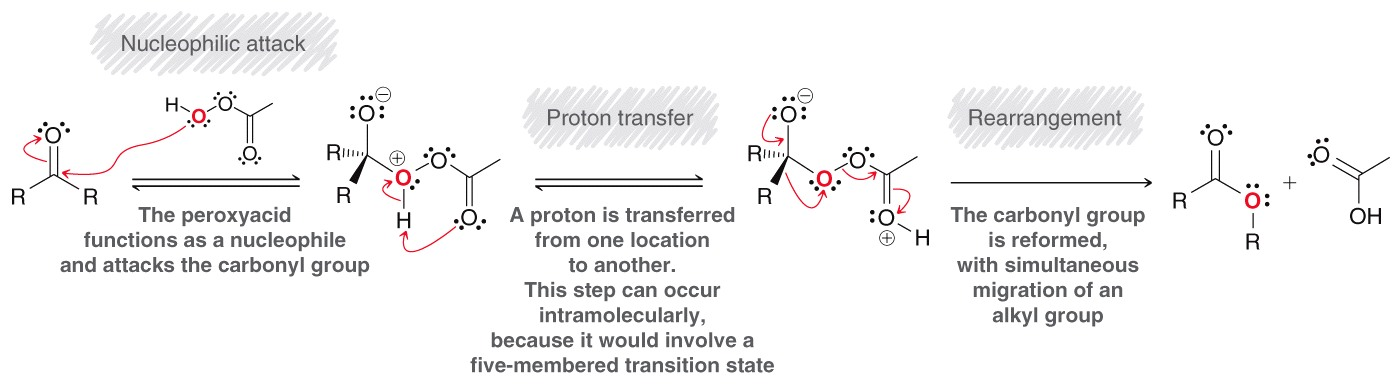 Nucleophilic attack
H
O
O
O
O
R
R
The peroxyacid
functions as a nucleophile
and attacks the carbonyl group
O
−
R
R
+
O
O
H
O
Proton transfer
A proton is transferred
from one location
to another.
This step can occur
intramolecularly,
because it would involve a
five-membered transition state
O
−
R
R
O
O
O
+
H
Rearrangement
The carbonyl group
is reformed,
with simultaneous
migration of an
alkyl group
O
R
O
R
+
O
OH